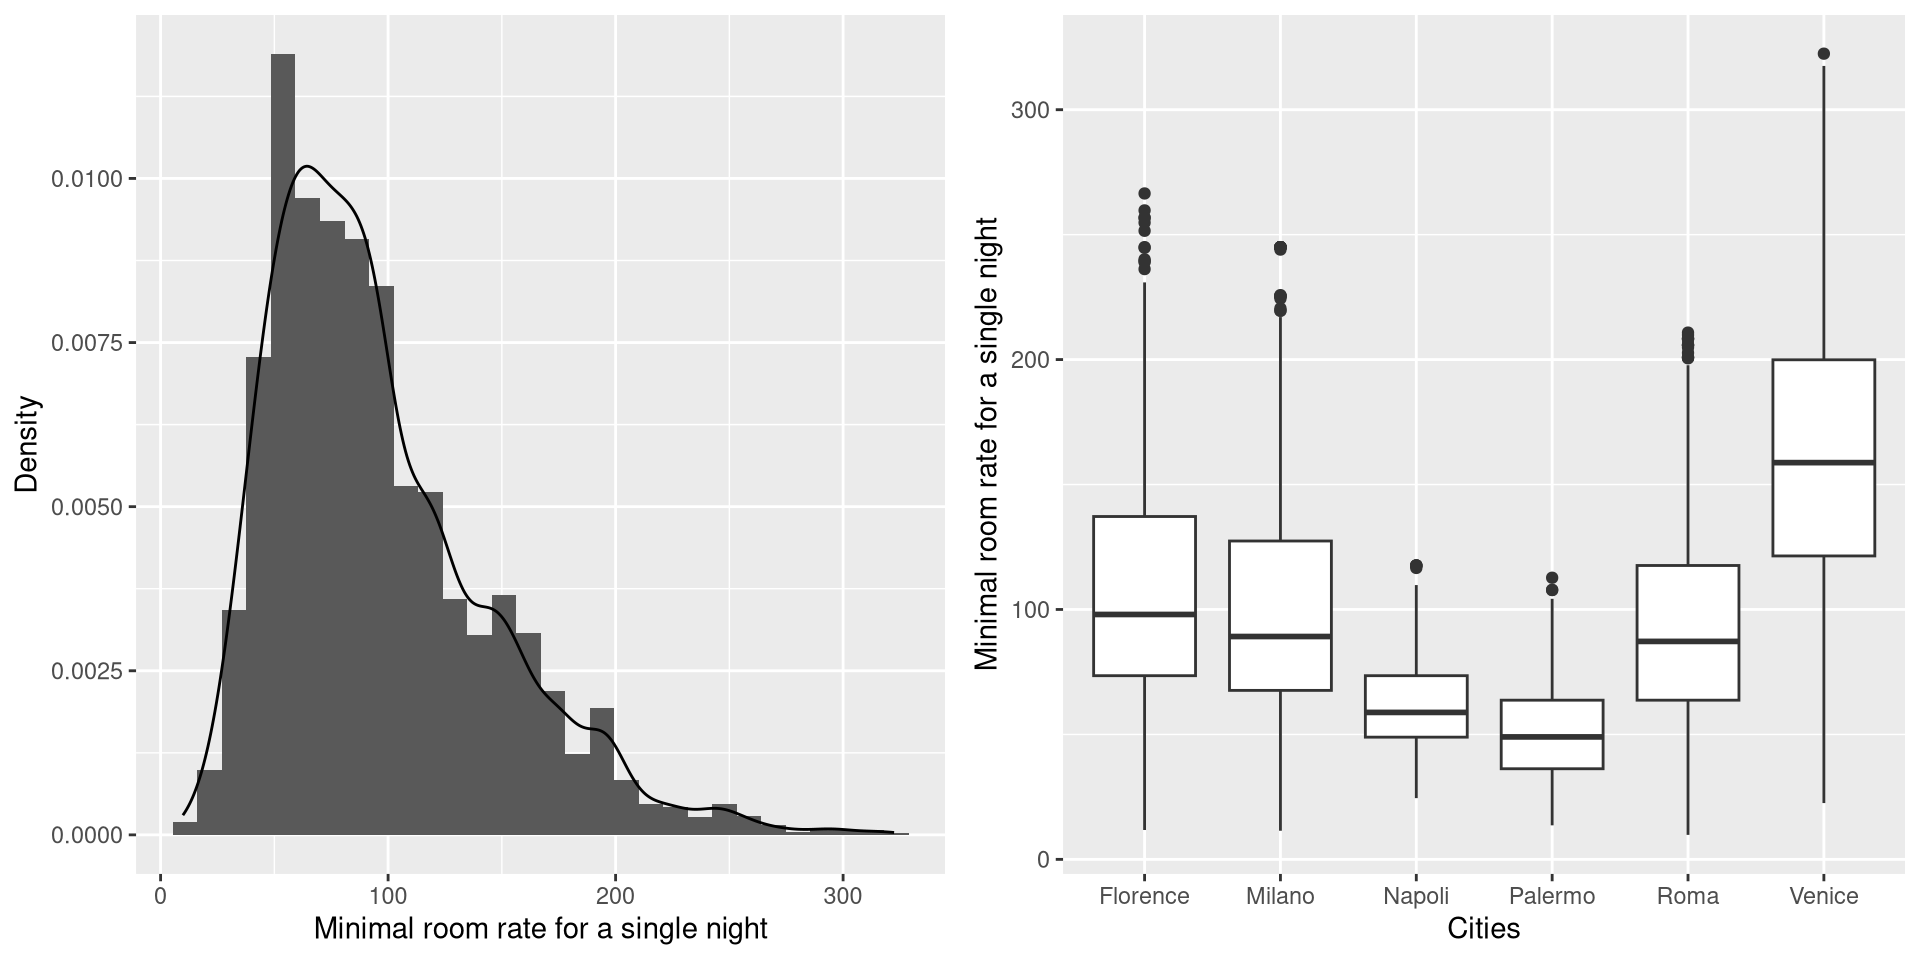 0.0100
0.0075
0.0050
0.0025
0.0000
Density
0 100 200 300
Minimal room rate for a single night
300
200
100
0
Minimal room rate for a single night
Florence Milano Napoli Palermo Roma Venice
Cities